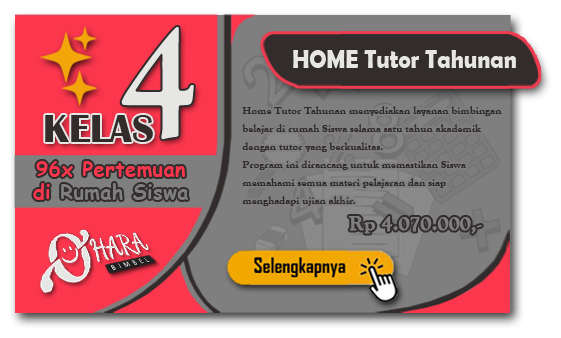 KELAS 4
96x Pertemuan
di Rumah Siswa
OHARA
BIMBEL
HOME Tutor Tahunan
Home Tutor Tahunan menyediakan layanan bimbingan
belajar di rumah Siswa selama satu tahun akademik
dengan tutor yang berkualitas.
Program ini dirancang untuk memastikan Siswa
memahami semua materi pelajaran dan siap
menghadapi ujian akhir.
Rp 4.070.000,-
Selengkapnya